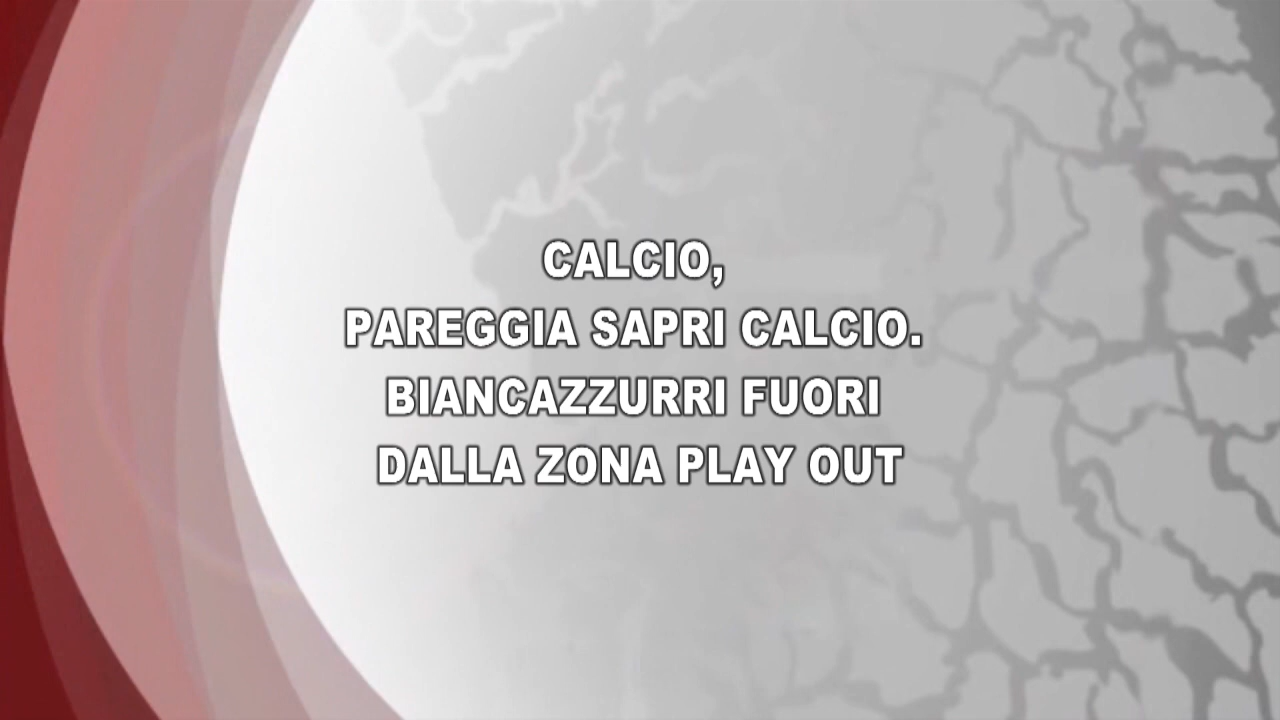 CALCIO,
PAREGGIA SAPRI CALCIO.
BIANCAZZURRI FUORI
DALLA ZONA PLAY OUT